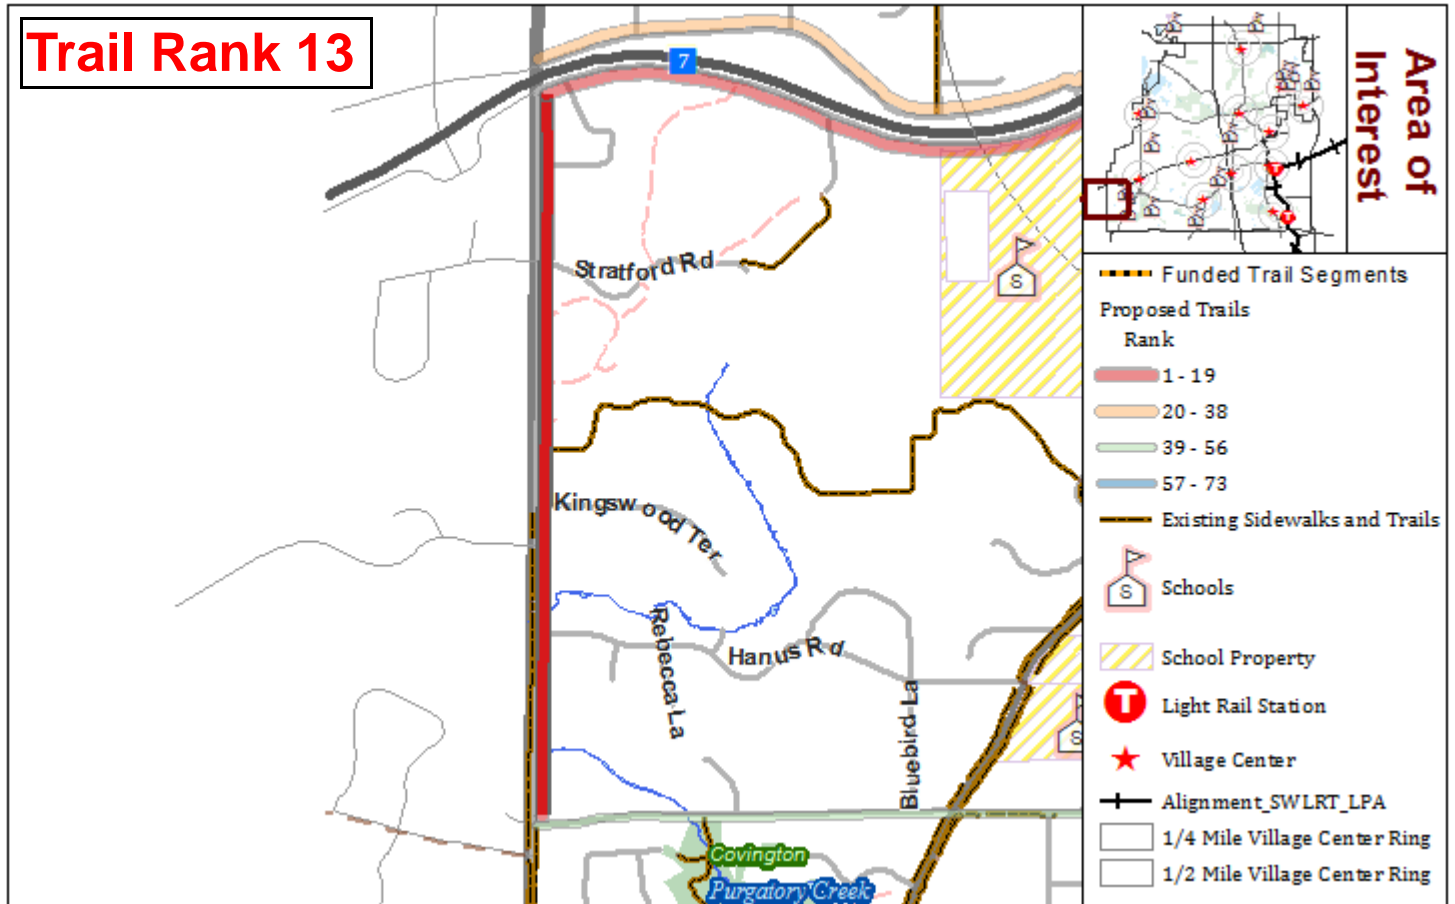 Trail Rank 13
7
Stratford Rd
Kingswood Ter
Rebecca La
Hanus Rd
Bluebird La
Covington
Purgatory Creek
S
S
Area of
Interest
T
T
Funded Trail Segments
Proposed Trails
Rank
1 - 19
20 - 38
39 - 56
57 - 73
Existing Sidewalks and Trails
S
Schools
School Property
T
Light Rail Station
Village Center
Alignment_SWLRT_LPA
1/4 Mile Village Center Ring
1/2 Mile Village Center Ring